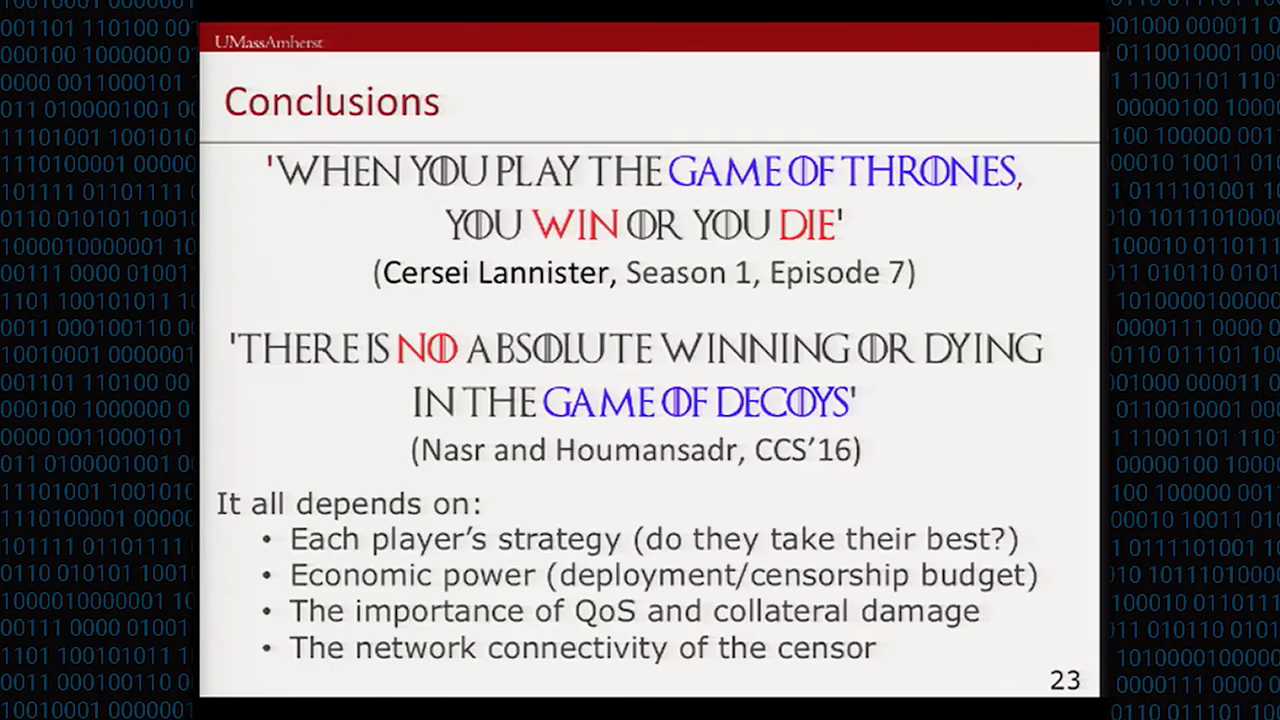 UMassAmherst
Conclusions
'WHEN YOU PLAY THE GAME OF THRONES,
YOU WIN OR YOU DIE'
(Cersei Lannister, Season 1, Episode 7)
'THERE IS NO ABSOLUTE WINNING OR DYING
IN THE GAME OF DECOYS'
(Nasr and Houmansadr, CCS'16)
It all depends on:
• Each player's strategy (do they take their best?)
• Economic power (deployment/censorship budget)
• The importance of QoS and collateral damage
• The network connectivity of the censor
23